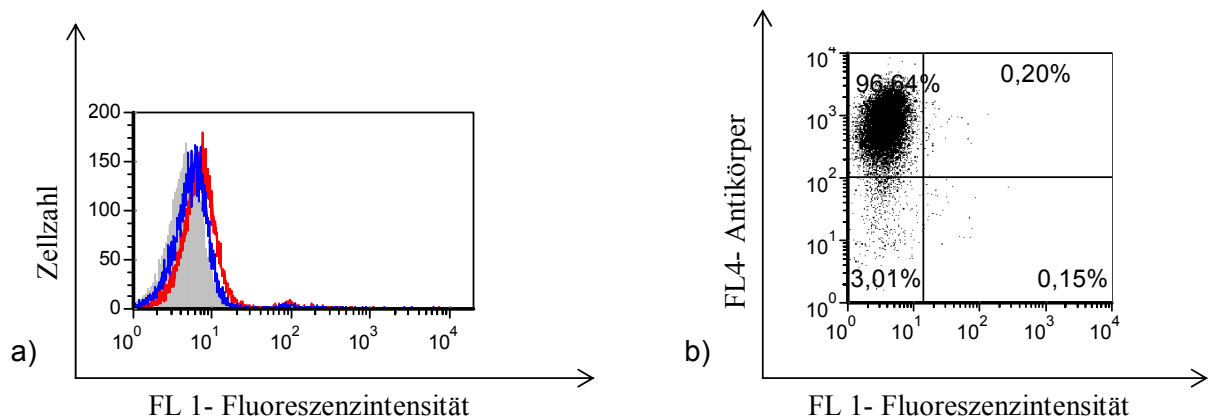 200
150
100
50
0
10^0 10^1 10^2 10^3 10^4
Zellzahl
FL 1- Fluoreszenzintensität
a)
10^4
10^3
10^2
10^1
10^0
96,64% 0,20%
3,01% 0,15%
10^0 10^1 10^2 10^3 10^4
FL4- Antikörper
FL 1- Fluoreszenzintensität
b)